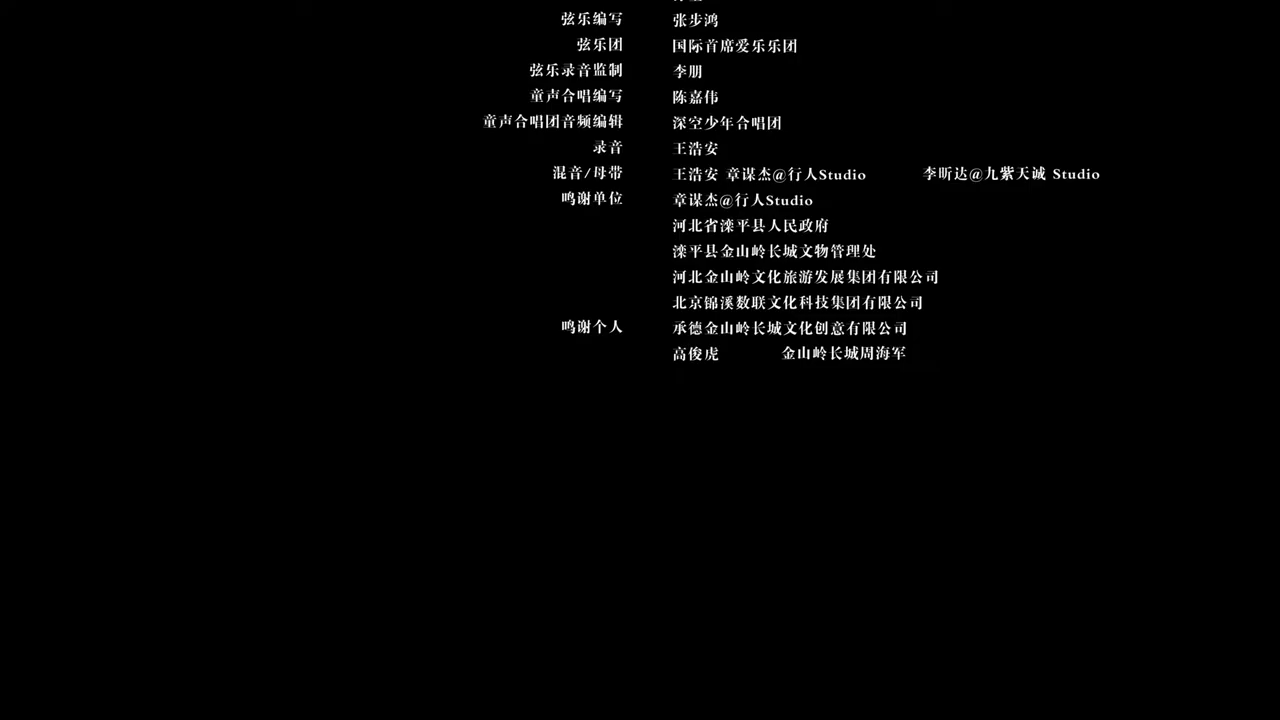 弦乐编写 张步鸿
弦乐团 国际首席爱乐乐团
弦乐录音监制 李朋
童声合唱编写 陈嘉伟
童声合唱团音频编辑 深空少年合唱团
录音 王浩安
混音/母带 王浩安 章谋杰@行人Studio 李昕达@九紫天诚 Studio
鸣谢单位 章谋杰@行人Studio
河北省滦平县人民政府
滦平县金山岭长城文物管理处
河北金山岭文化旅游发展集团有限公司
北京锦溪数联文化科技集团有限公司
鸣谢个人 承德金山岭长城文化创意有限公司
高俊虎 金山岭长城周海军